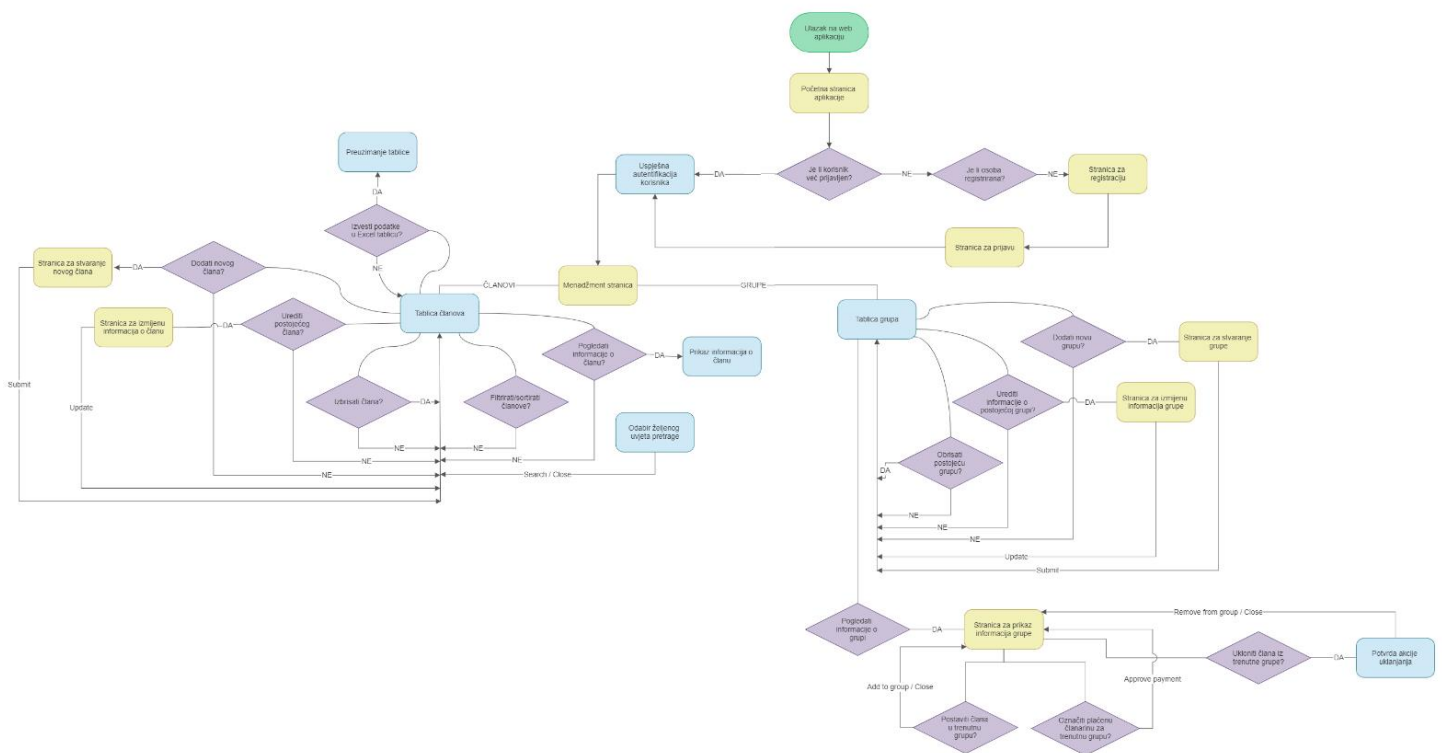 Ulazak na web
aplikaciju
Početna stranica
aplikacije
Je li korisnik
već prijavljen?
DA
NE
Uspješna
autentifikacija
korisnika
Je li osoba
registrirana?
NE
Stranica za
registraciju
Stranica za prijavu
Menadžment stranica
ČLANOVI
GRUPE
Preuzimanje tablice
DA
Izvesti podatke
u Excel tablicu?
NE
Tablica članova
Dodati novog
člana?
DA
Stranica za stvaranje
novog člana
Submit
NE
Urediti
postojećeg
člana?
DA
Stranica za izmijenu
informacija o članu
Update
NE
Izbrisati člana?
DA
NE
Filtrirati/sortirati
članove?
NE
Pogledati
informacije o
članu?
DA
NE
Prikaz informacija o
članu
Odabir željenog
uvjeta pretrage
Search / Close
Tablica grupa
Dodati novu
grupu?
DA
Stranica za stvaranje
grupe
Urediti
informacije o
postojećoj grupi?
DA
Stranica za izmjenu
informacija grupe
Obrisati
postojeću
grupu?
DA
NE
NE
NE
Update
Submit
Pogledati
informacije o
grupi
DA
Stranica za prikaz
informacija grupe
Remove from group / Close
Ukloniti člana iz
trenutne grupe?
DA
Potvrda akcije
uklanjanja
Add to group / Close
Approve payment
Postaviti člana
u trenutnu
grupu?
Označiti plaćenu
članarinu za
trenutnu grupu?